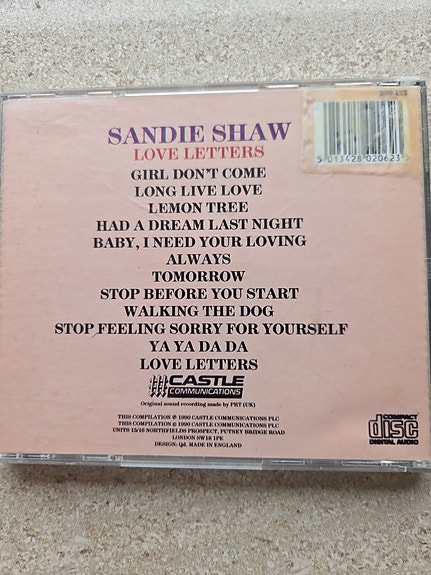 SANDIE SHAW
LOVE LETTERS
GIRL DON'T COME
LONG LIVE LOVE
LEMON TREE
HAD A DREAM LAST NIGHT
BABY, I NEED YOUR LOVING
ALWAYS
TOMORROW
STOP BEFORE YOU START
WALKING THE DOG
STOP FEELING SORRY FOR YOURSELF
YA YA DA DA
LOVE LETTERS
CASTLE
COMMUNICATIONS
Original sound recording made by PRT (UK)
THIS COMPILATION ℗ 1990 CASTLE COMMUNICATIONS PLC
THIS COMPILATION © 1990 CASTLE COMMUNICATIONS PLC
UNITS 15/16 NORTHFIELDS PROSPECT, PUTNEY BRIDGE ROAD
LONDON SW18 1PE
DESIGN: Qd. MADE IN ENGLAND
5 013428 020623
COMPACT
disc
DIGITAL AUDIO